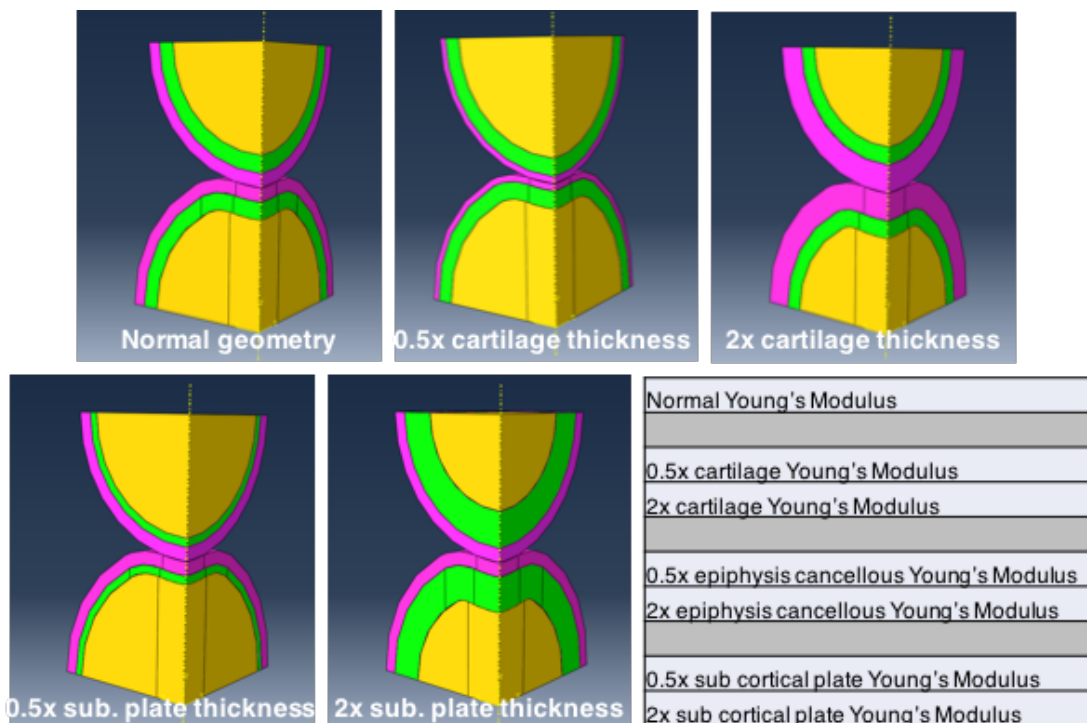 Normal geometry
0.5x cartilage thickness
2x cartilage thickness
0.5x sub. plate thickness
2x sub. plate thickness
Normal Young's Modulus
0.5x cartilage Young's Modulus
2x cartilage Young's Modulus
0.5x epiphysis cancellous Young's Modulus
2x epiphysis cancellous Young's Modulus
0.5x sub cortical plate Young's Modulus
2x sub cortical plate Young's Modulus